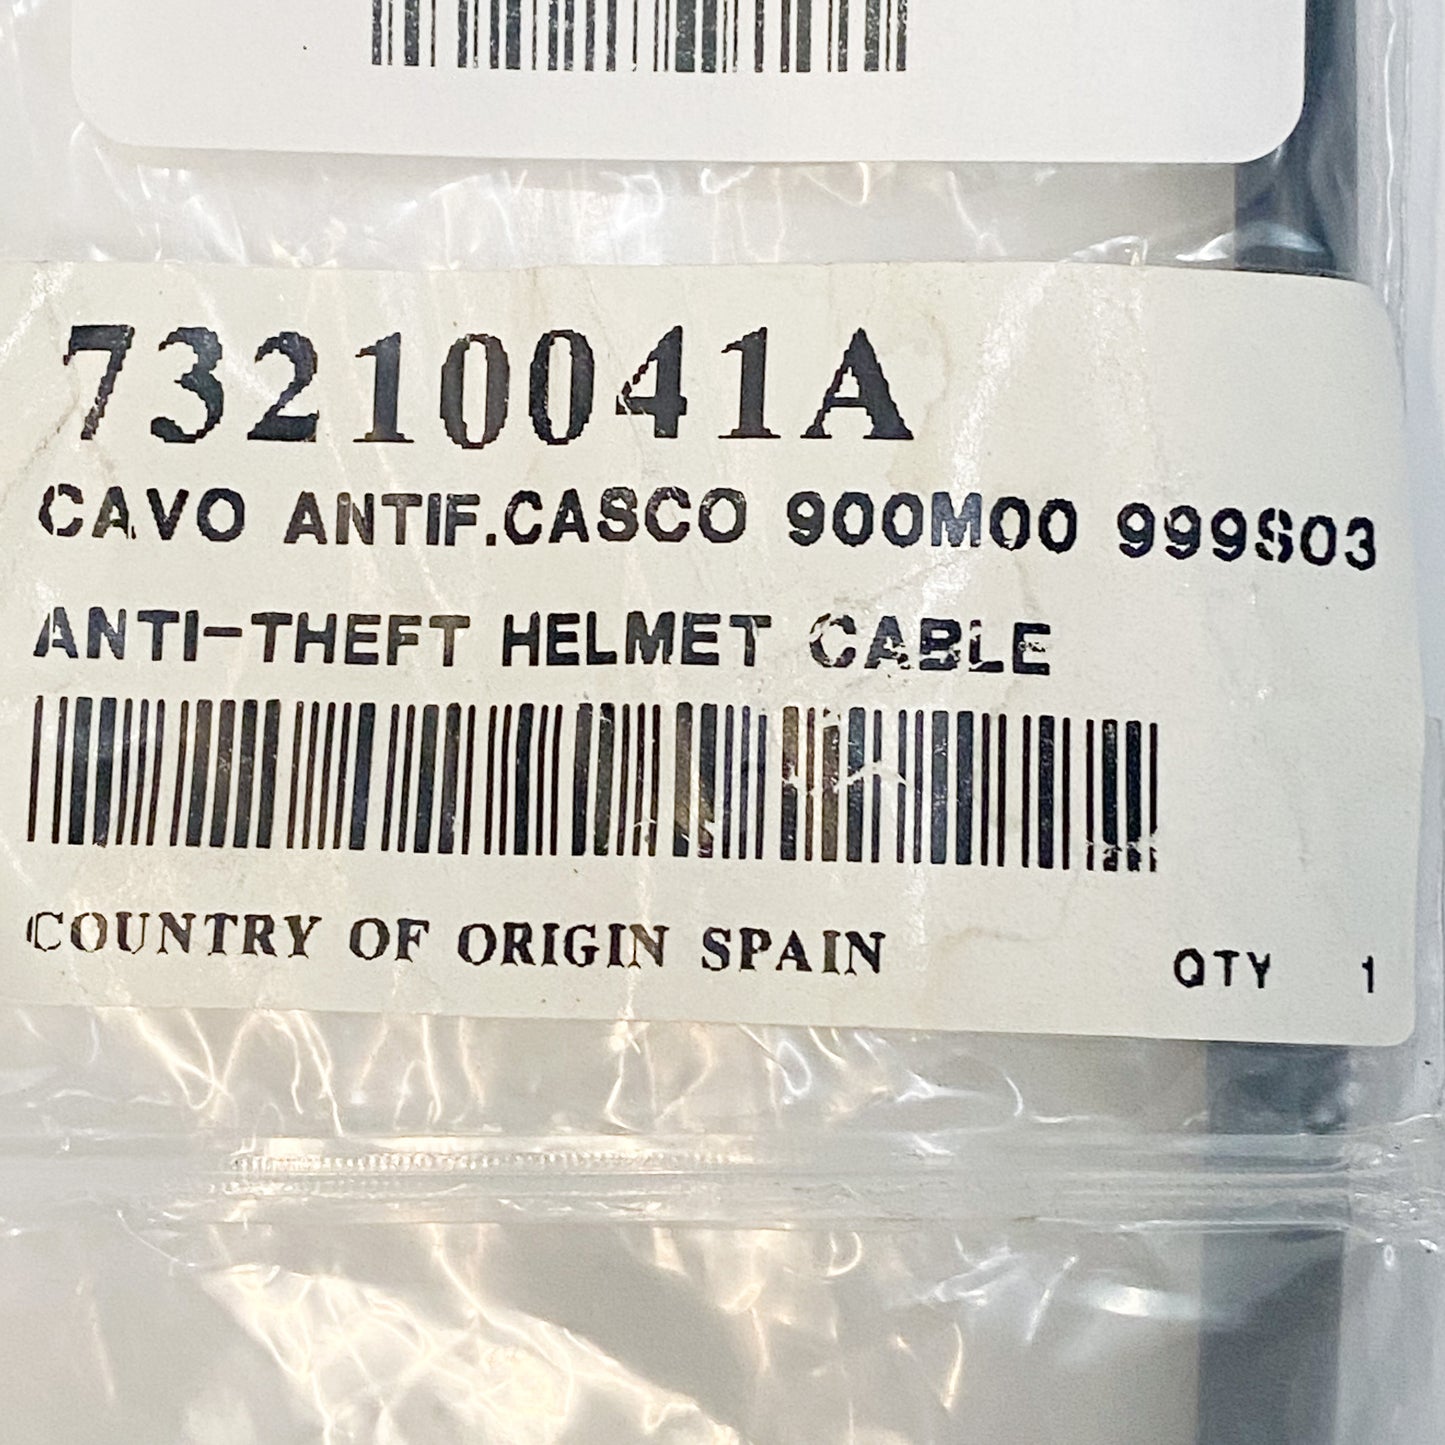 73210041A
CAVO ANTIF.CASCO 900M00 999S03
ANTI-THEFT HELMET CABLE
COUNTRY OF ORIGIN SPAIN
QTY 1